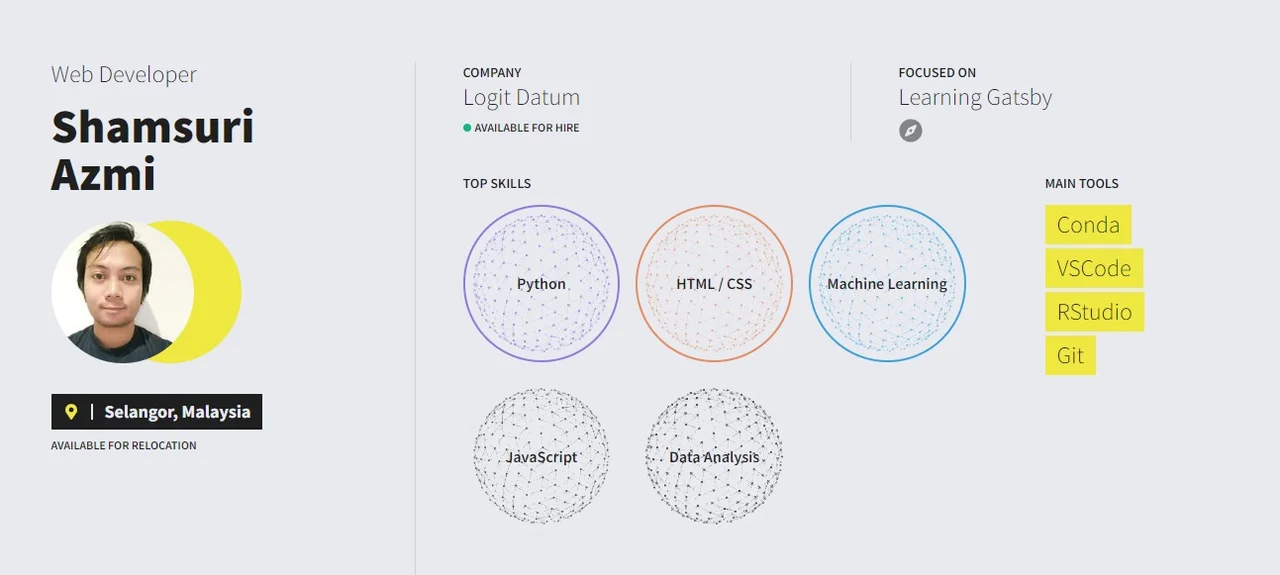 Web Developer
Shamsuri
Azmi
Selangor, Malaysia
AVAILABLE FOR RELOCATION
COMPANY
Logit Datum
AVAILABLE FOR HIRE
FOCUSED ON
Learning Gatsby
TOP SKILLS
Python
HTML / CSS
Machine Learning
JavaScript
Data Analysis
MAIN TOOLS
Conda
VSCode
RStudio
Git